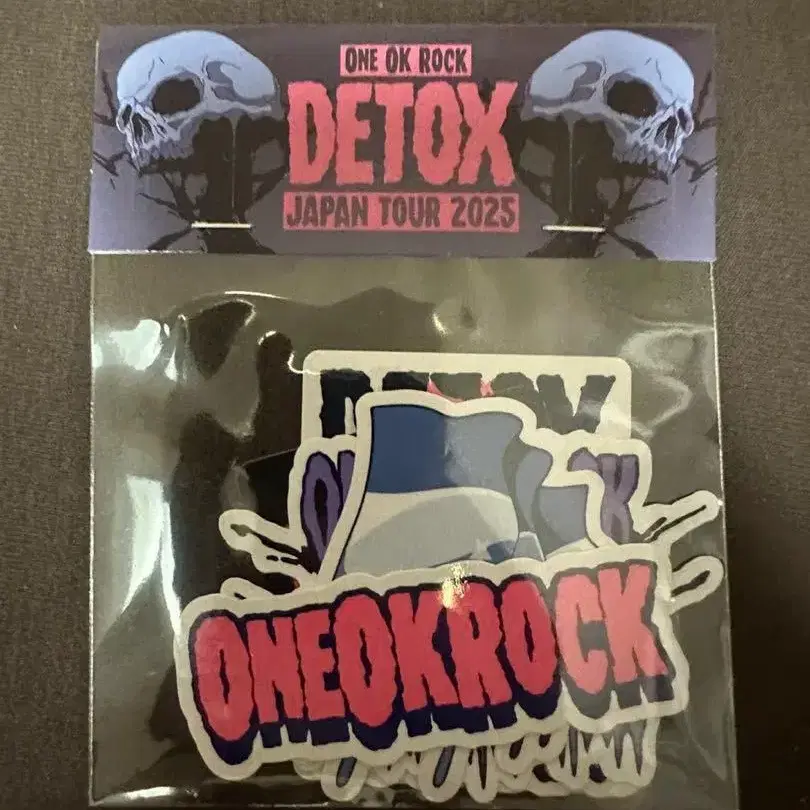 ONE OK ROCK
DETOX
JAPAN TOUR 2025
ONEOKROCK